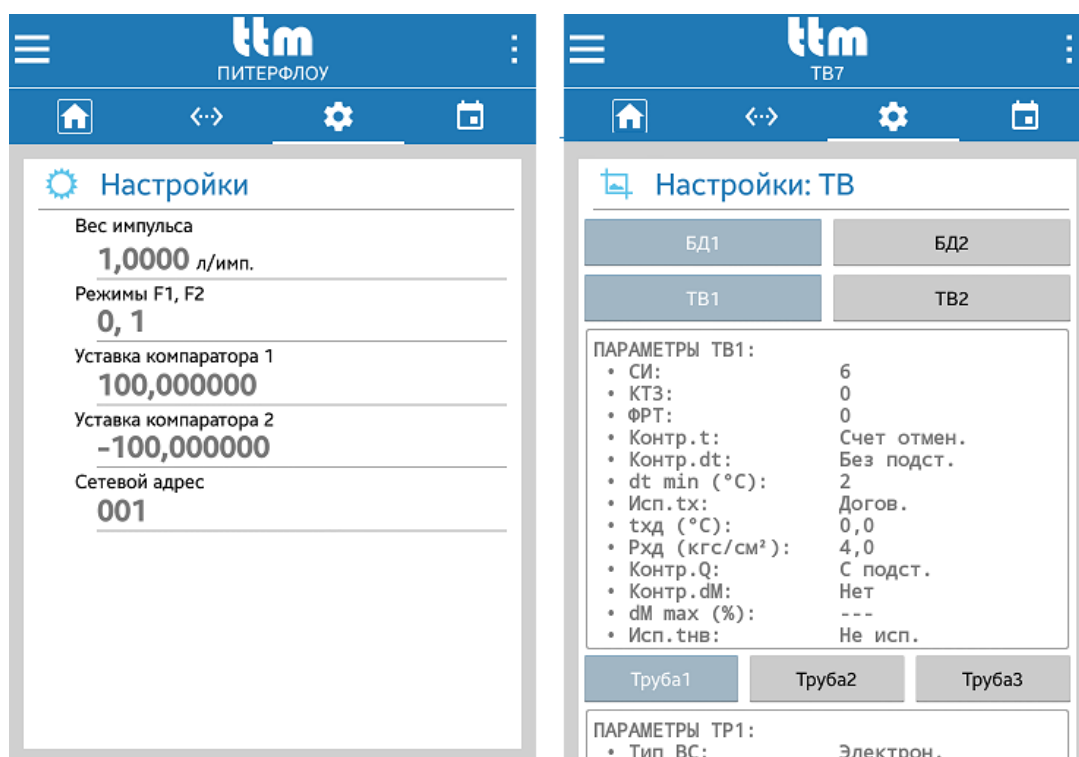 ttm
ПИТЕРФЛОУ
Настройки
Вес импульса
1,0000 л/имп.
Режимы F1, F2
0, 1
Уставка компаратора 1
100,000000
Уставка компаратора 2
-100,000000
Сетевой адрес
001
ttm
ТВ7
Настройки: ТВ
БД1 БД2
ТВ1 ТВ2
ПАРАМЕТРЫ ТВ1:
• СИ: 6
• КТ3: 0
• ФРТ: 0
• Контр.t: Счет отмен.
• Контр.dt: Без подст.
• dt min (°C): 2
• Исп.tх: Догов.
• tхд (°C): 0,0
• Рхд (кгс/см²): 4,0
• Контр.Q: С подст.
• Контр.dM: Нет
• dM max (%): ---
• Исп.tнв: Не исп.
Труба1 Труба2 Труба3
ПАРАМЕТРЫ ТР1:
• Тип ВС: Электрон.